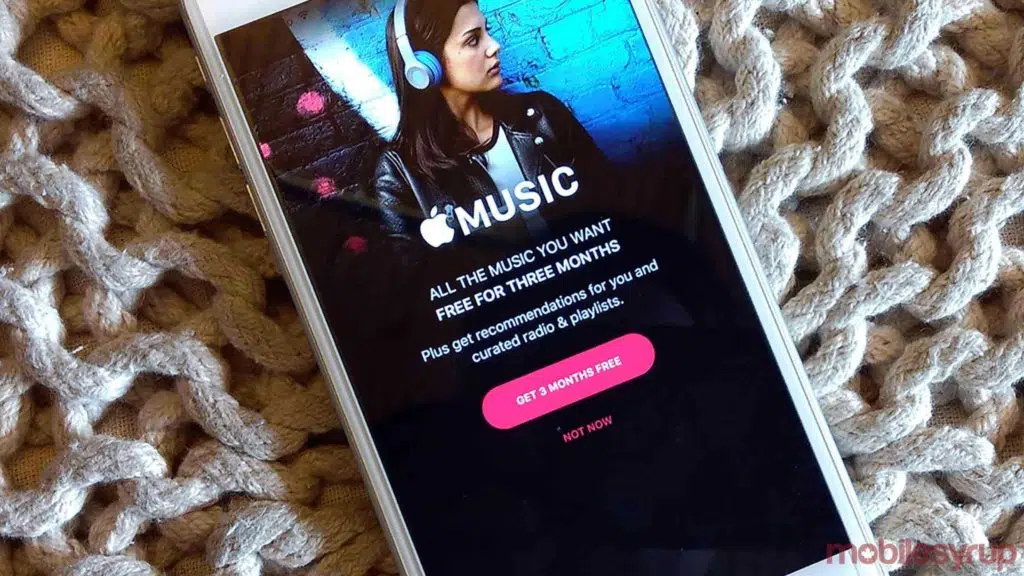 MUSIC
ALL THE MUSIC YOU WANT
FREE FOR THREE MONTHS
Plus get recommendations for you and
curated radio & playlists.
GET 3 MONTHS FREE
NOT NOW
mobilesyrup